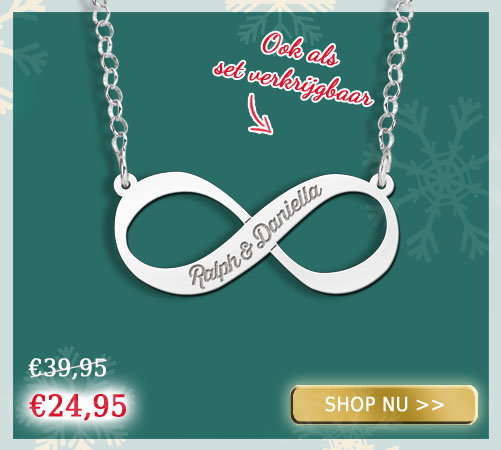 Ook als
set verkrijgbaar
Ralph & Daniella
€39,95
€24,95
SHOP NU >>